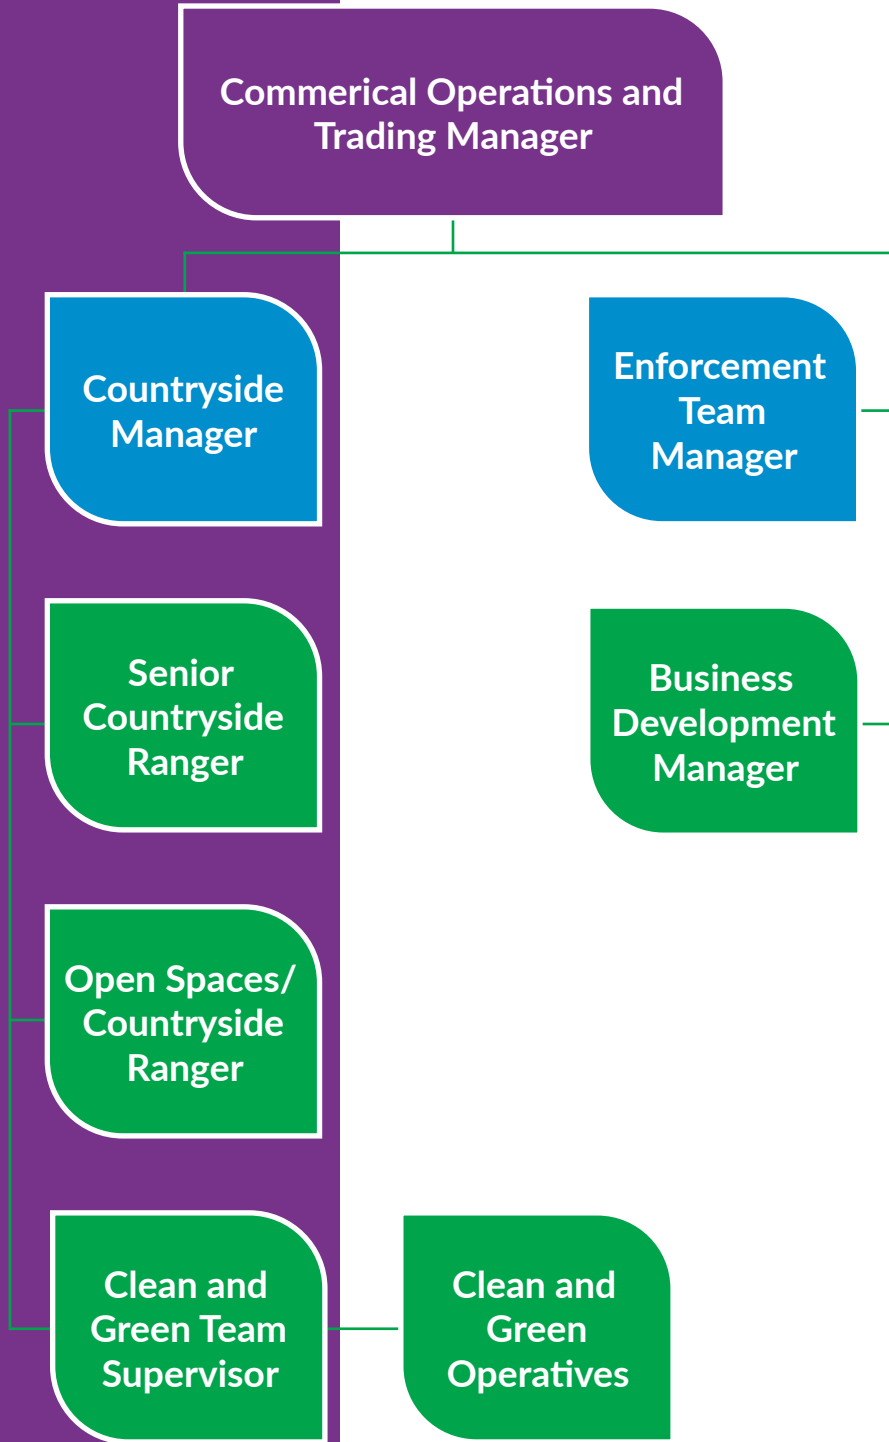 Commerical Operations and
Trading Manager
Countryside
Manager
Enforcement
Team
Manager
Senior
Countryside
Ranger
Business
Development
Manager
Open Spaces/
Countryside
Ranger
Clean and
Green Team
Supervisor
Clean and
Green
Operatives